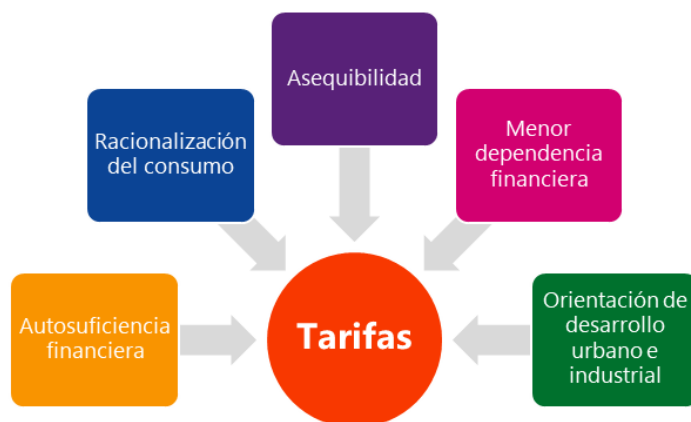 Asequibilidad
Racionalización
del consumo
Menor
dependencia
financiera
Autosuficiencia
financiera
Tarifas
Orientación de
desarrollo
urbano e
industrial